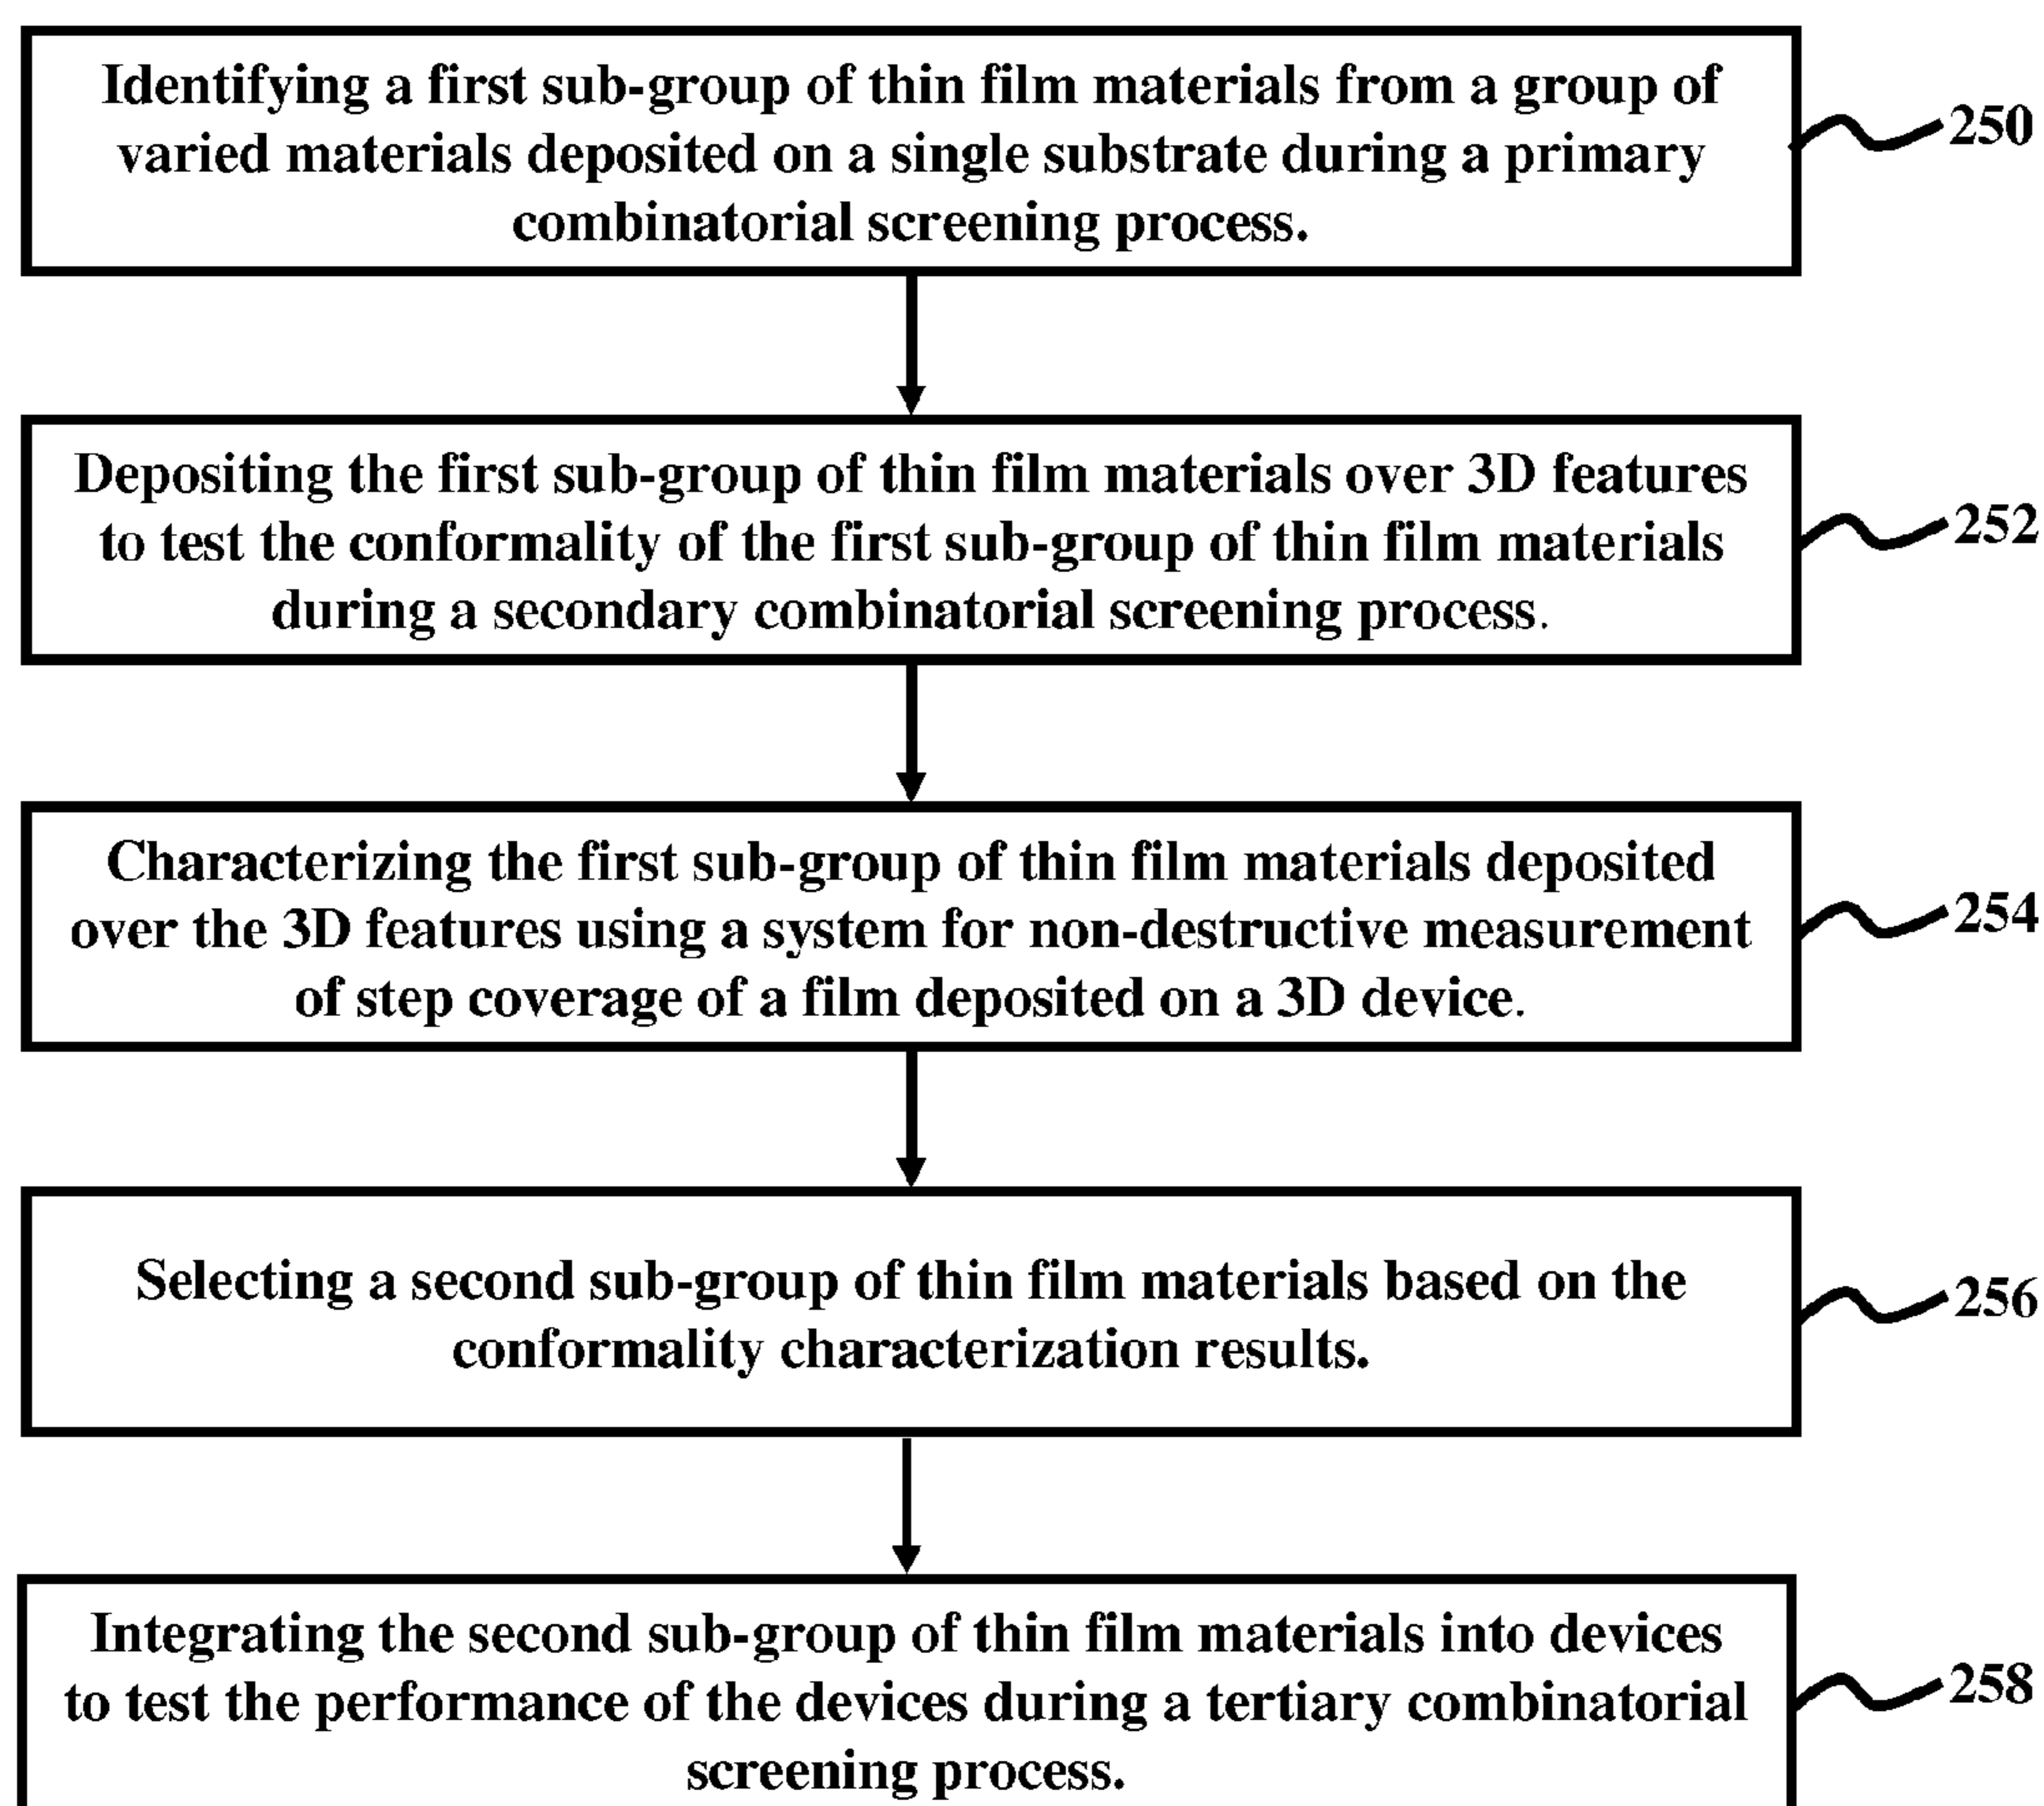 Identifying a first sub-group of thin film materials from a group of
varied materials deposited on a single substrate during a primary
combinatorial screening process.
250
Depositing the first sub-group of thin film materials over 3D features
to test the conformality of the first sub-group of thin film materials
during a secondary combinatorial screening process.
252
Characterizing the first sub-group of thin film materials deposited
over the 3D features using a system for non-destructive measurement
of step coverage of a film deposited on a 3D device.
254
Selecting a second sub-group of thin film materials based on the
conformality characterization results.
256
Integrating the second sub-group of thin film materials into devices
to test the performance of the devices during a tertiary combinatorial
screening process.
258